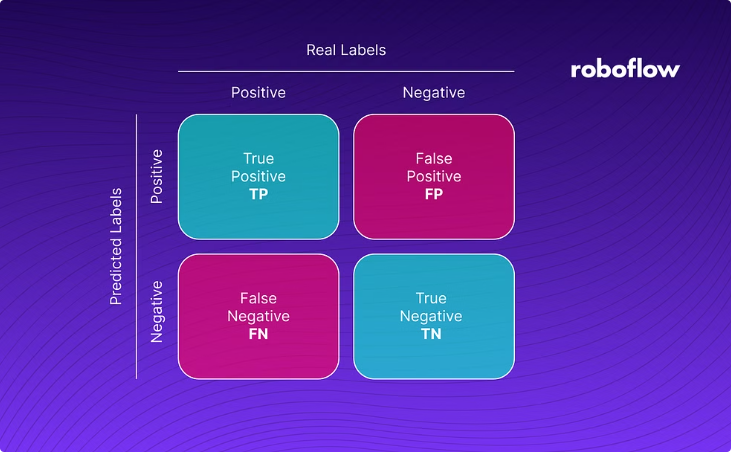 Real Labels
roboflow
Positive
Negative
Predicted Labels
Positive
True
Positive
TP
False
Positive
FP
Negative
False
Negative
FN
True
Negative
TN